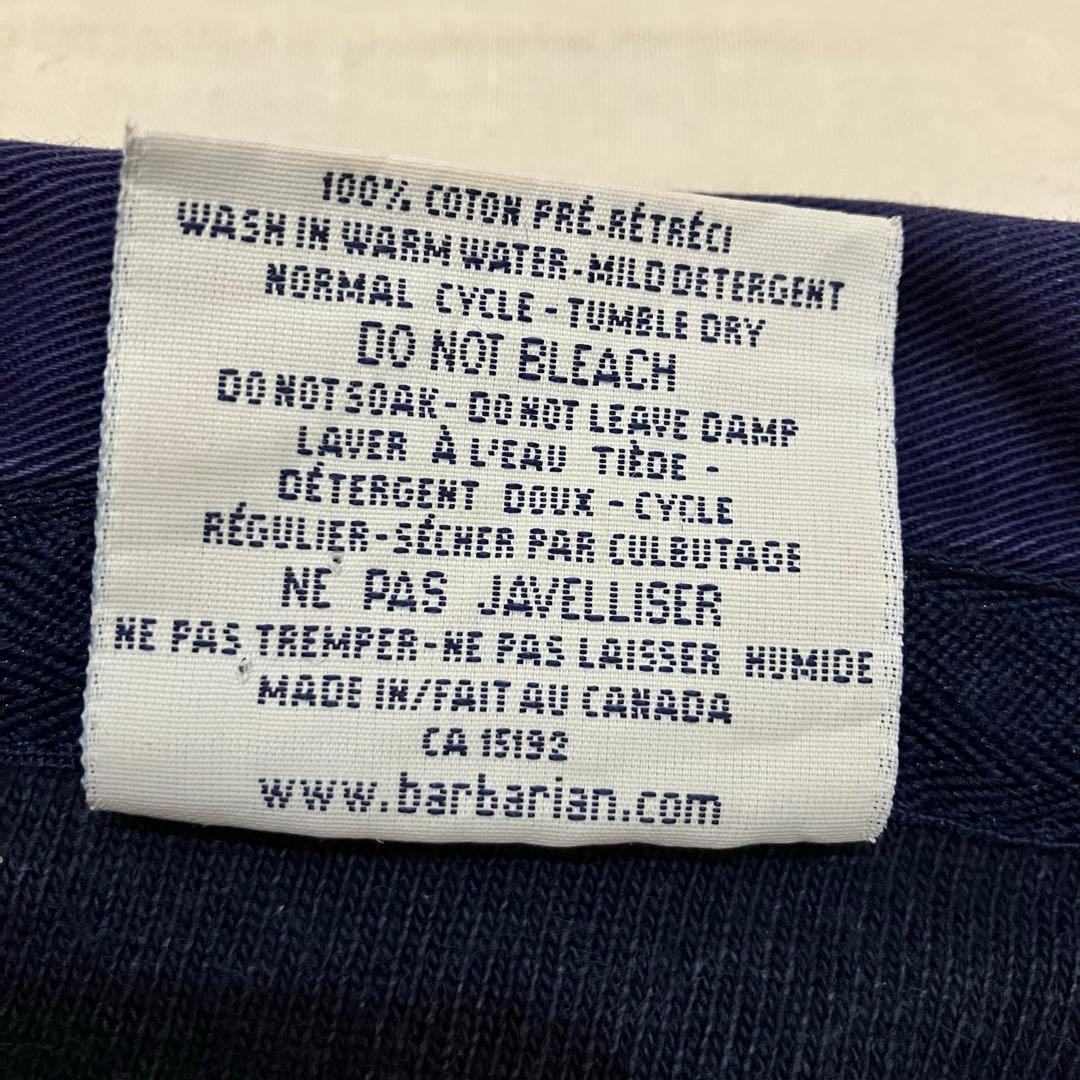 100% COTON PRÉ-RÉTRÉCI
WASH IN WARM WATER-MILD DETERGENT
NORMAL CYCLE-TUMBLE DRY
DO NOT BLEACH
DO NOT SOAK-DO NOT LEAVE DAMP
LAVER À L'EAU TIÈDE -
DÉTERGENT DOUX - CYCLE
RÉGULIER-SÉCHER PAR CULBUTAGE
NE PAS JAVELLISER
NE PAS TREMPER-NE PAS LAISSER HUMIDE
MADE IN/FAIT AU CANADA
CA 15192
www.barbarian.com